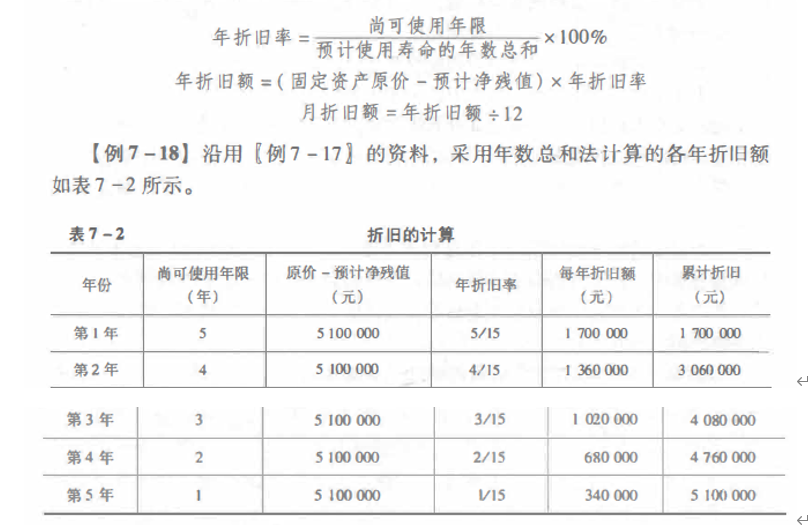 年折旧率=尚可使用年限/预计使用寿命的年数总和×100%
年折旧额=(固定资产原价-预计净残值)×年折旧率
月折旧额=年折旧额÷12
【例7-18】沿用〖例7-17〗的资料，采用年数总和法计算的各年折旧额
如表7-2所示。
表7-2 折旧的计算
年份 尚可使用年限（年） 原价-预计净残值（元） 年折旧率 每年折旧额（元） 累计折旧（元）
第1年 5 5 100 000 5/15 1 700 000 1 700 000
第2年 4 5 100 000 4/15 1 360 000 3 060 000
第3年 3 5 100 000 3/15 1 020 000 4 080 000
第4年 2 5 100 000 2/15 680 000 4 760 000
第5年 1 5 100 000 1/15 340 000 5 100 000